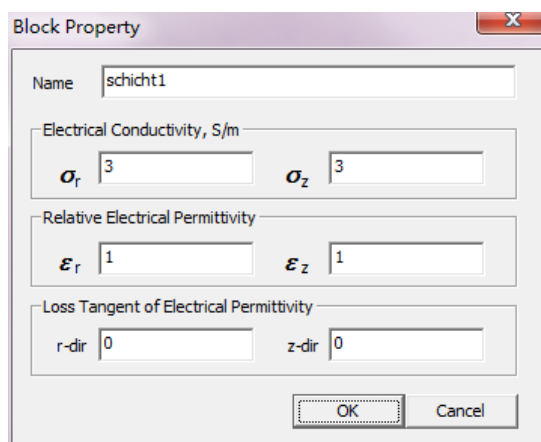 Block Property
Name schicht1
Electrical Conductivity, S/m
σr 3 σz 3
Relative Electrical Permittivity
εr 1 εz 1
Loss Tangent of Electrical Permittivity
r-dir 0 z-dir 0
OK Cancel